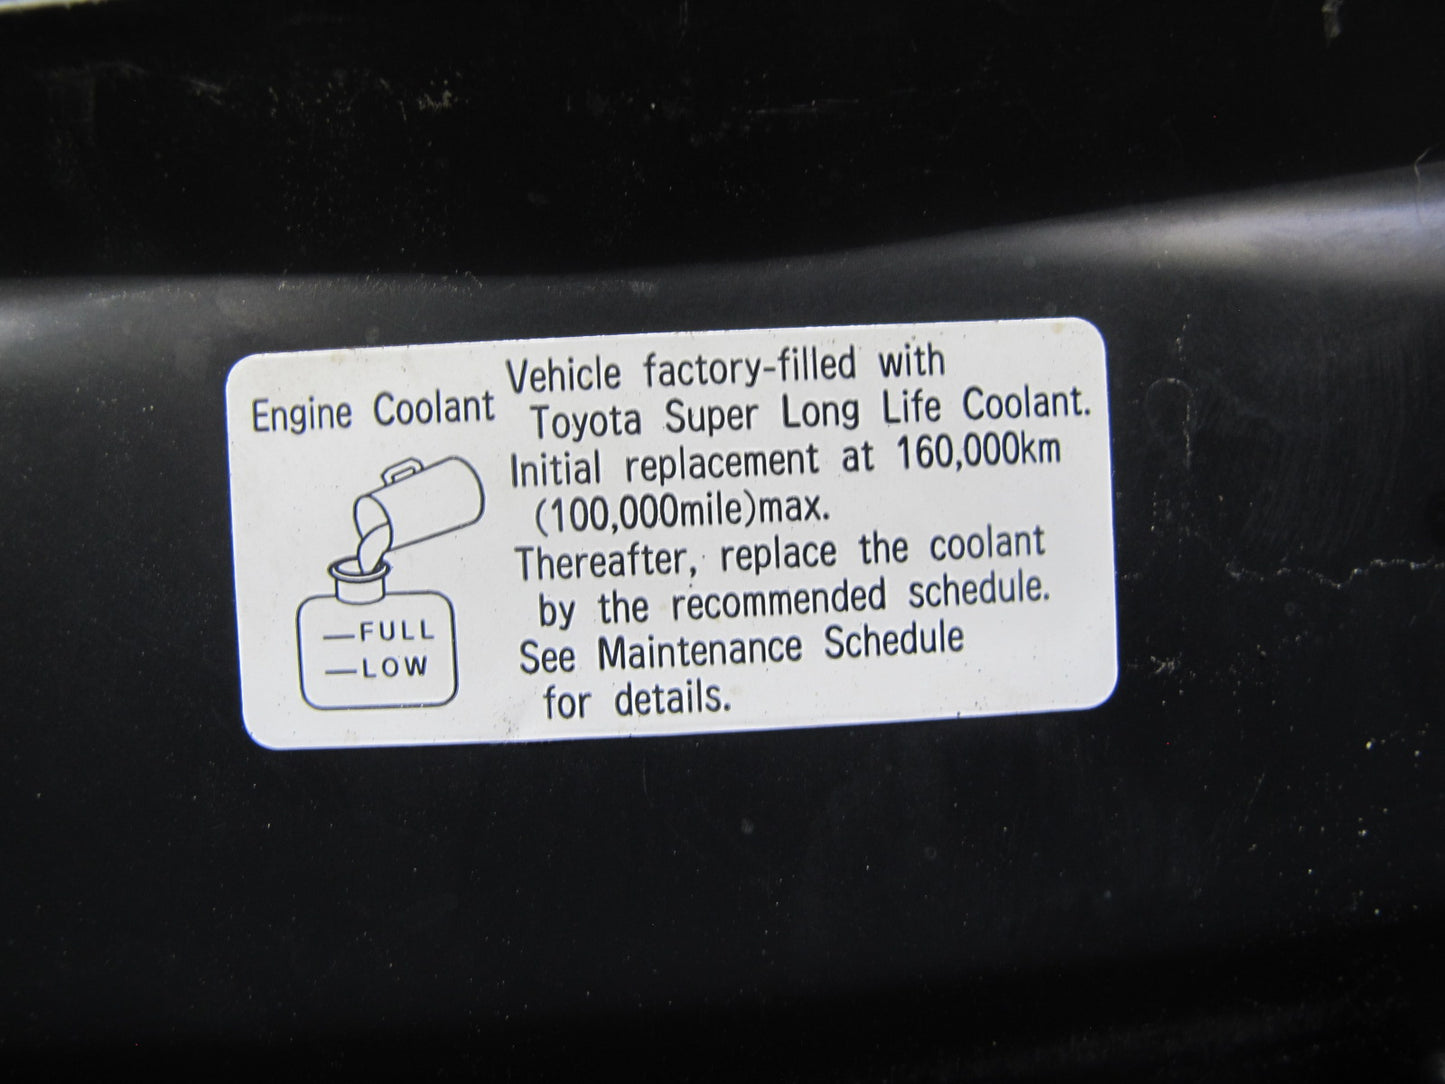 Engine Coolant
—FULL
—LOW
Vehicle factory-filled with
Toyota Super Long Life Coolant.
Initial replacement at 160,000km
(100,000mile)max.
Thereafter, replace the coolant
by the recommended schedule.
See Maintenance Schedule
for details.